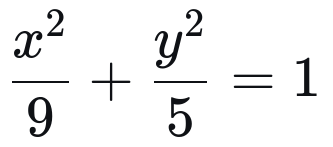 x²/9 + y²/5 = 1